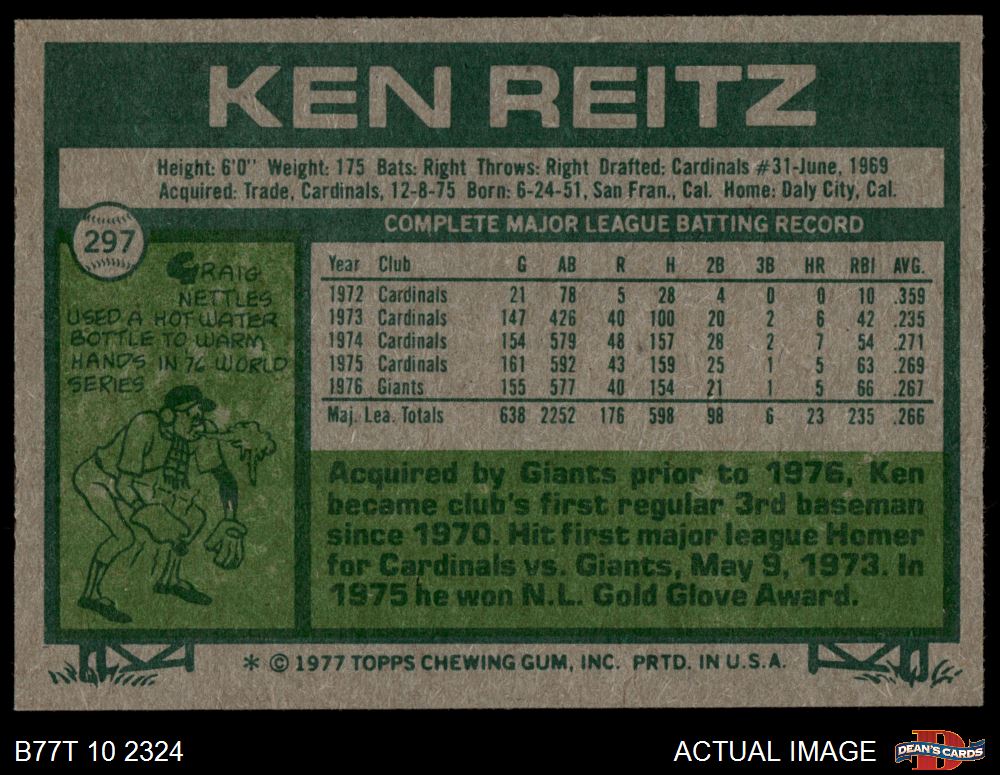 KEN REITZ
Height: 6'0" Weight: 175 Bats: Right Throws: Right Drafted: Cardinals #31-June, 1969
Acquired: Trade, Cardinals, 12-8-75 Born: 6-24-51, San Fran., Cal. Home: Daly City, Cal.
297
GRAIG
NETTLES
USED A HOT WATER
BOTTLE TO WARM
HANDS IN 76 WORLD
SERIES
COMPLETE MAJOR LEAGUE BATTING RECORD
Year Club G AB R H 2B 3B HR RBI AVG.
1972 Cardinals 21 78 5 28 4 0 0 10 .359
1973 Cardinals 147 426 40 100 20 2 6 42 .235
1974 Cardinals 154 579 48 157 28 2 7 54 .271
1975 Cardinals 161 592 43 159 25 1 5 63 .269
1976 Giants 155 577 40 154 21 1 5 66 .267
Maj. Lea. Totals 638 2252 176 598 98 6 23 235 .266
Acquired by Giants prior to 1976, Ken
became club's first regular 3rd baseman
since 1970. Hit first major league Homer
for Cardinals vs. Giants, May 9, 1973. In
1975 he won N.L. Gold Glove Award.
* © 1977 TOPPS CHEWING GUM, INC. PRTD. IN U.S.A.
B77T 10 2324
ACTUAL IMAGE
DEAN'S CARDS